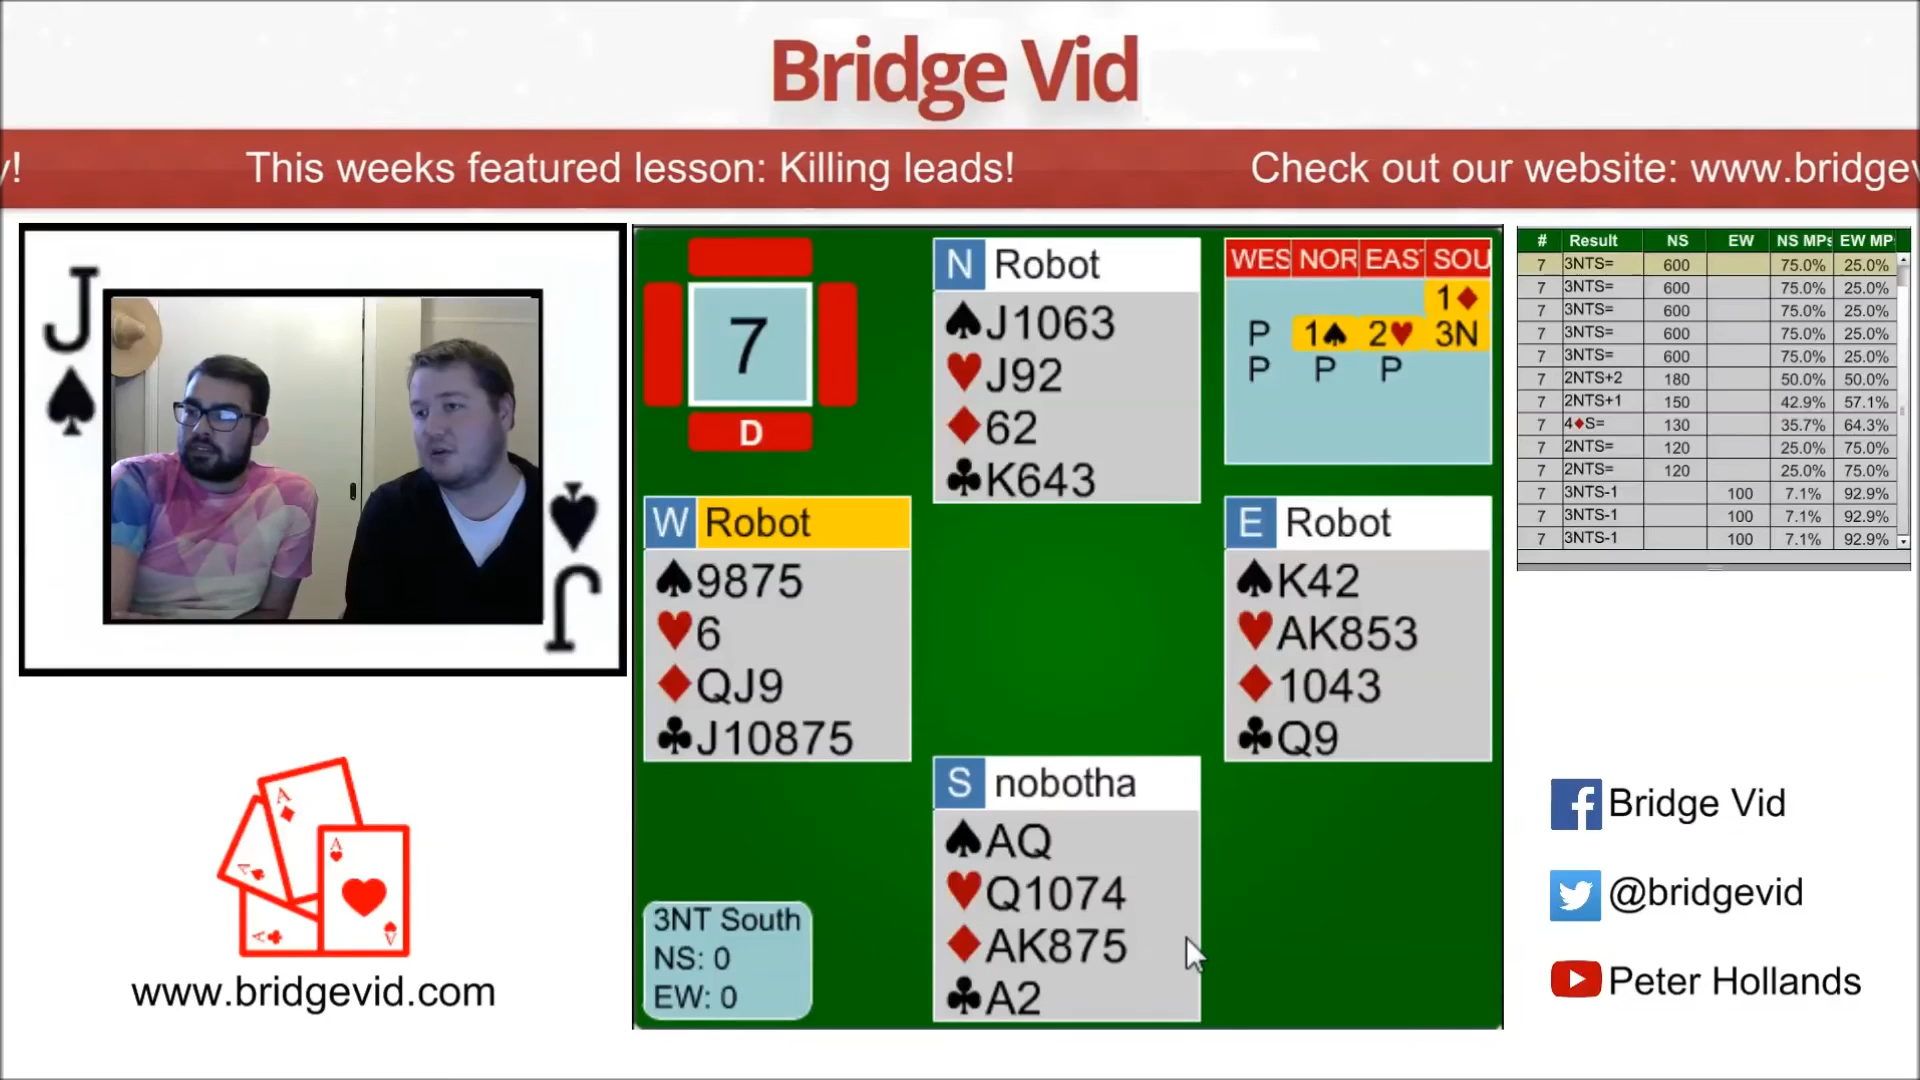 Bridge Vid
y!
This weeks featured lesson: Killing leads!
Check out our website: www.bridgev
J
J
7
D
N Robot
♠J1063
♥J92
♦62
♣K643
WES NOR EAS SOU
1♦
P 1♠ 2♥ 3N
P P P
W Robot
♠9875
♥6
♦QJ9
♣J10875
E Robot
♠K42
♥AK853
♦1043
♣Q9
S nobotha
♠AQ
♥Q1074
♦AK875
♣A2
3NT South
NS: 0
EW: 0
# Result NS EW NS MPs EW MP
7 3NTS= 600 75.0% 25.0%
7 3NTS= 600 75.0% 25.0%
7 3NTS= 600 75.0% 25.0%
7 3NTS= 600 75.0% 25.0%
7 3NTS= 600 75.0% 25.0%
7 2NTS+2 180 50.0% 50.0%
7 2NTS+1 150 42.9% 57.1%
7 4♦S= 130 35.7% 64.3%
7 2NTS= 120 25.0% 75.0%
7 2NTS= 120 25.0% 75.0%
7 3NTS-1 100 7.1% 92.9%
7 3NTS-1 100 7.1% 92.9%
7 3NTS-1 100 7.1% 92.9%
A
A
A
A
A
www.bridgevid.com
Bridge Vid
@bridgevid
Peter Hollands